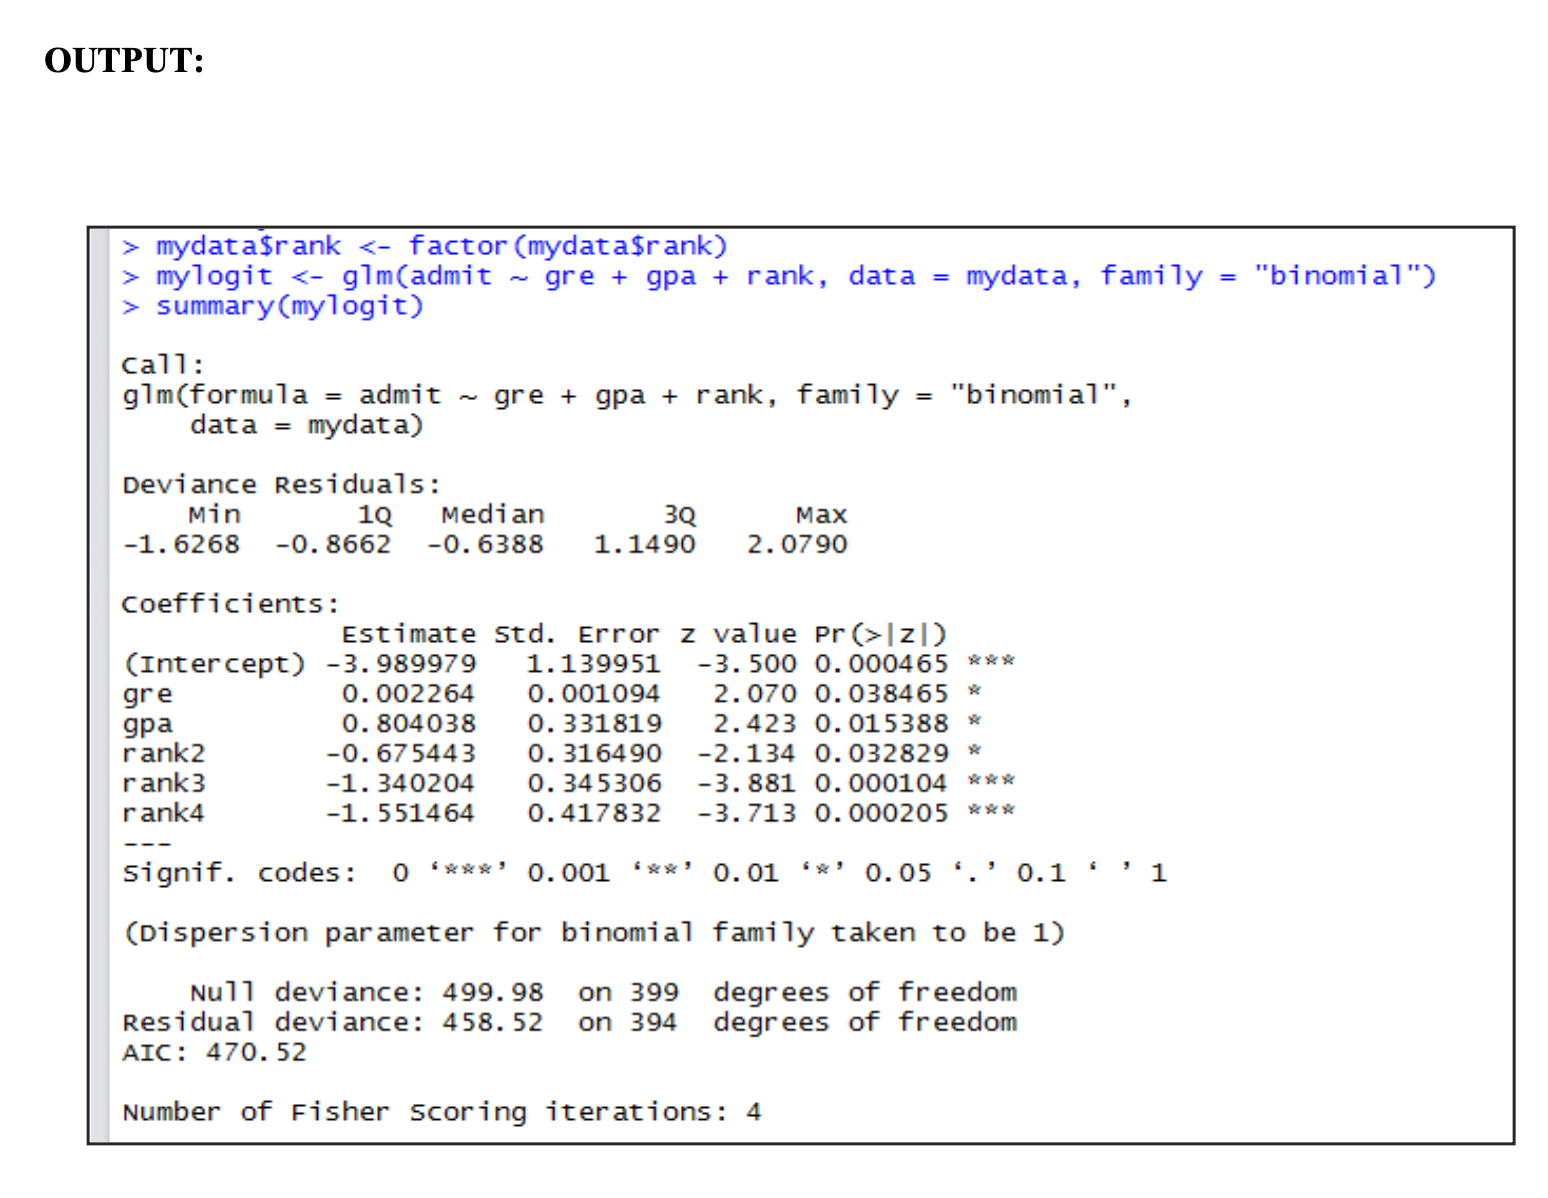 OUTPUT:
> mydata$rank <- factor(mydata$rank)
> mylogit <- glm(admit ~ gre + gpa + rank, data = mydata, family = "binomial")
> summary(mylogit)
Call:
glm(formula = admit ~ gre + gpa + rank, family = "binomial",
    data = mydata)
Deviance Residuals:
    Min       1Q   Median       3Q      Max
-1.6268  -0.8662  -0.6388   1.1490   2.0790
Coefficients:
             Estimate Std. Error z value Pr(>|z|)
(Intercept) -3.989979   1.139951  -3.500 0.000465 ***
gre          0.002264   0.001094   2.070 0.038465 *
gpa          0.804038   0.331819   2.423 0.015388 *
rank2       -0.675443   0.316490  -2.134 0.032829 *
rank3       -1.340204   0.345306  -3.881 0.000104 ***
rank4       -1.551464   0.417832  -3.713 0.000205 ***
---
Signif. codes:  0 ‘***’ 0.001 ‘**’ 0.01 ‘*’ 0.05 ‘.’ 0.1 ‘ ’ 1
(Dispersion parameter for binomial family taken to be 1)
    Null deviance: 499.98  on 399  degrees of freedom
Residual deviance: 458.52  on 394  degrees of freedom
AIC: 470.52
Number of Fisher Scoring iterations: 4